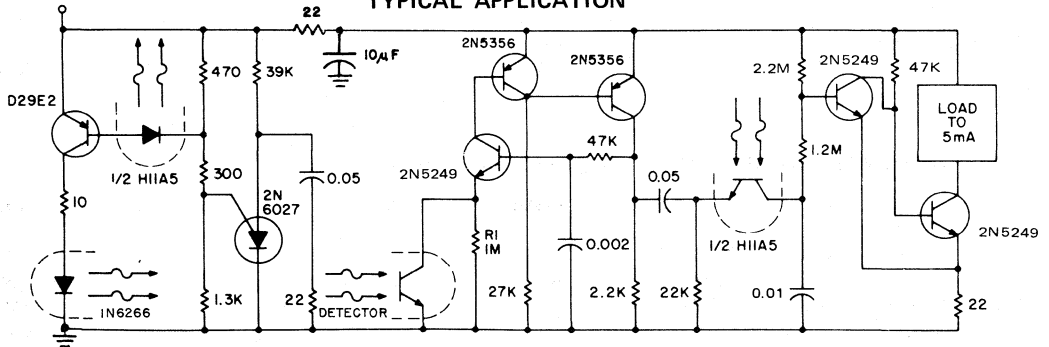 TYPICAL APPLICATION
22
10µF
470
39K
D29E2
1/2 H11A5
300
2N
6027
0.05
10
1N6266
1.3K
22
DETECTOR
2N5356
2N5356
47K
2N5249
R1
1M
0.002
27K
2.2K
0.05
22K
1/2 H11A5
2.2M
2N5249
47K
1.2M
0.01
LOAD
TO
5mA
2N5249
22